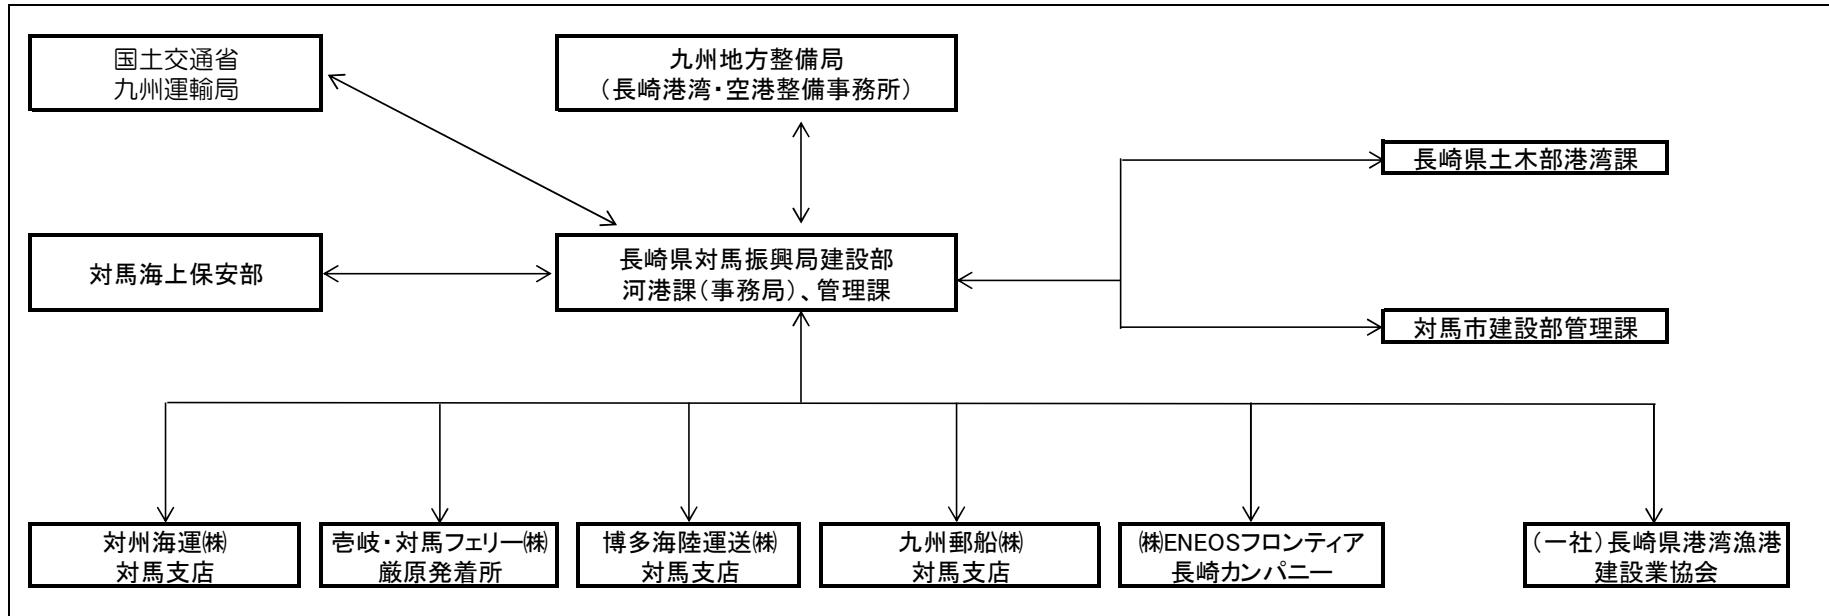 国土交通省
九州運輸局
九州地方整備局
（長崎港湾・空港整備事務所）
長崎県土木部港湾課
対馬海上保安部
長崎県対馬振興局建設部
河港課（事務局）、管理課
対馬市建設部管理課
対州海運㈱
対馬支店
壱岐・対馬フェリー㈱
厳原発着所
博多海陸運送㈱
対馬支店
九州郵船㈱
対馬支店
㈱ENEOSフロンティア
長崎カンパニー
（一社）長崎県港湾漁港
建設業協会